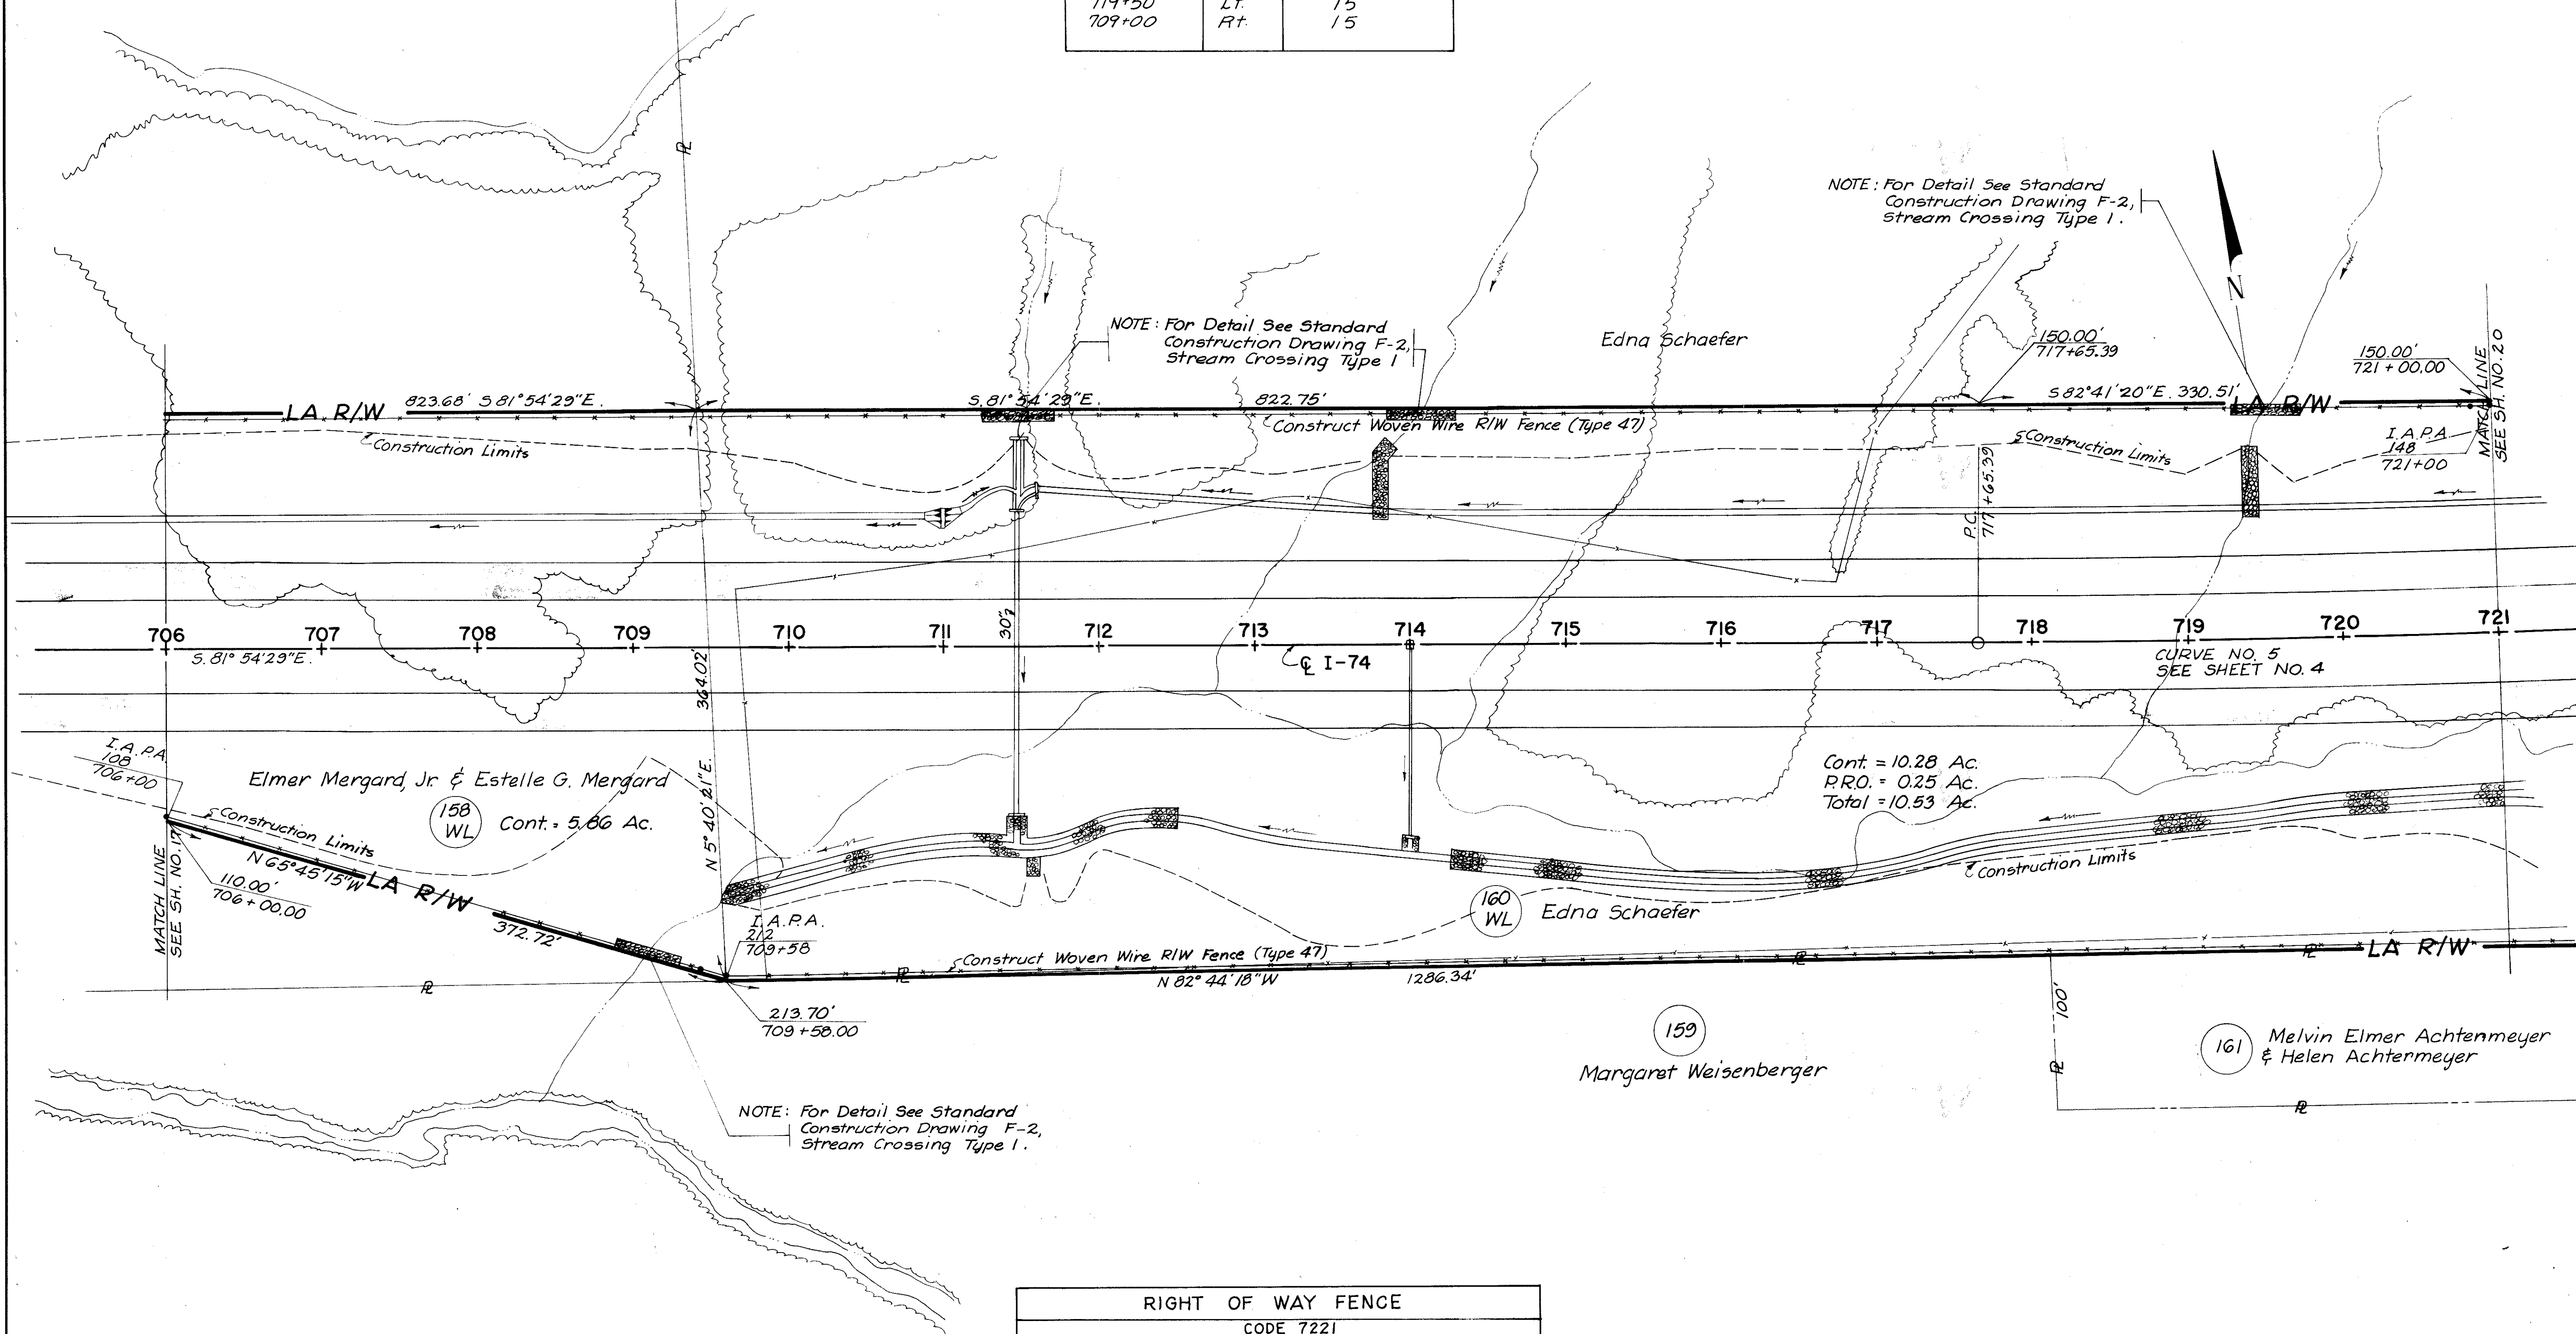 719+50 Lt. 15
709+00 Rt. 15
NOTE: For Detail See Standard
Construction Drawing F-2,
Stream Crossing Type 1.
N
NOTE: For Detail See Standard
Construction Drawing F-2,
Stream Crossing Type 1
Edna Schaefer
150.00'
717+65.39
150.00'
721+00.00
MATCH LINE
SEE SH. NO. 20
LA R/W
823.68' S 81°54'29"E.
S. 81°54'29"E.
822.75'
S 82°41'20"E. 330.51'
LA R/W
Construct Woven Wire R/W Fence (Type 47)
Construction Limits
Construction Limits
I.A.P.A.
148
721+00
P.C.
717+65.39
30"
706 707 708 709 710 711 712 713 714 715 716 717 718 719 720 721
S. 81° 54'29"E.
℄ I-74
CURVE NO. 5
SEE SHEET NO. 4
364.02'
N 5°40'21"E.
I.A.P.A.
108
706+00
Elmer Mergard, Jr. & Estelle G. Mergard
158
WL
Cont. = 5.86 Ac.
Cont. = 10.28 Ac.
P.R.O. = 0.25 Ac.
Total = 10.53 Ac.
Construction Limits
N 65°45'15"W
LA R/W
372.72'
110.00'
706+00.00
MATCH LINE
SEE SH. NO. 17
Construction Limits
160
WL
Edna Schaefer
I.A.P.A.
212
709+58
Construct Woven Wire R/W Fence (Type 47)
N 82°44'18"W
1286.34'
LA R/W
213.70'
709+58.00
100'
159
Margaret Weisenberger
161
Melvin Elmer Achtenmeyer
& Helen Achtermeyer
NOTE: For Detail See Standard
Construction Drawing F-2,
Stream Crossing Type 1.
RIGHT OF WAY FENCE
CODE 7221